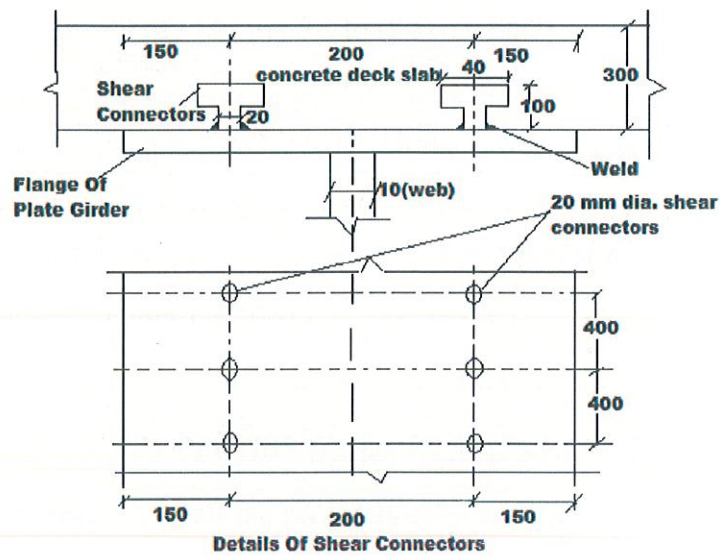 150
200
150
concrete deck slab
40
300
Shear
Connectors
20
100
Weld
Flange Of
Plate Girder
10(web)
20 mm dia. shear
connectors
400
400
150
200
150
Details Of Shear Connectors